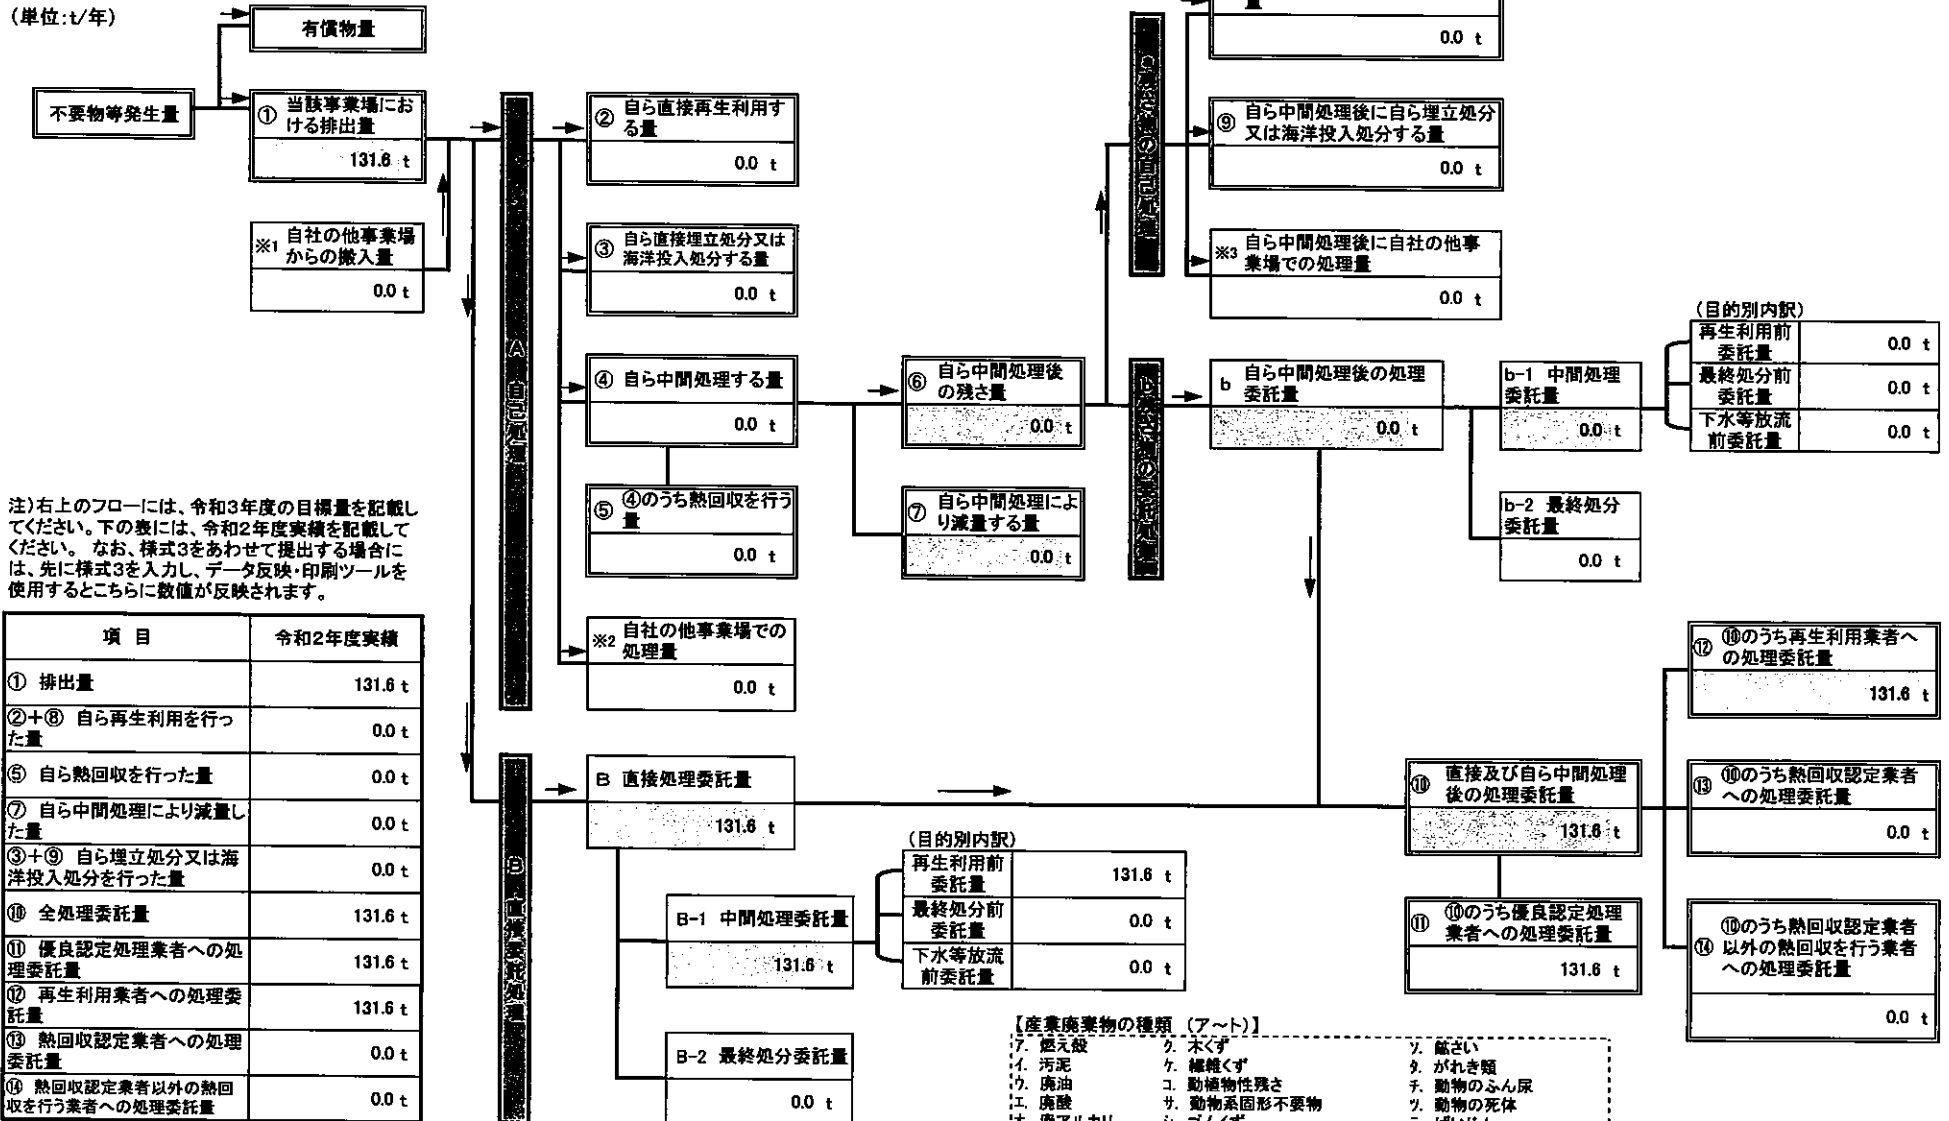 (単位:t/年)
有償物量
不要物等発生量
① 当該事業場にお
ける排出量
131.6 t
※1 自社の他事業場
からの搬入量
0.0 t
② 自ら直接再生利用す
る量
0.0 t
③ 自ら直接埋立処分又は
海洋投入処分する量
0.0 t
④ 自ら中間処理する量
0.0 t
⑤ ④のうち熱回収を行う
量
0.0 t
※2 自社の他事業場での
処理量
0.0 t
⑥ 自ら中間処理後
の残さ量
0.0 t
⑦ 自ら中間処理によ
り減量する量
0.0 t
量
0.0 t
⑨ 自ら中間処理後に自ら埋立処分
又は海洋投入処分する量
0.0 t
※3 自ら中間処理後に自社の他事
業場での処理量
0.0 t
b 自ら中間処理後の処理
委託量
0.0 t
b-1 中間処理
委託量
0.0 t
b-2 最終処分
委託量
0.0 t
(目的別内訳)
再生利用前
委託量 0.0 t
最終処分前
委託量 0.0 t
下水等放流
前委託量 0.0 t
注)右上のフローには、令和3年度の目標量を記載し
てください。下の表には、令和2年度実績を記載して
ください。 なお、様式3をあわせて提出する場合に
は、先に様式3を入力し、データ反映・印刷ツールを
使用するとこちらに数値が反映されます。
項 目 令和2年度実績
① 排出量 131.6 t
②+⑧ 自ら再生利用を行っ
た量 0.0 t
⑤ 自ら熱回収を行った量 0.0 t
⑦ 自ら中間処理により減量し
た量 0.0 t
③+⑨ 自ら埋立処分又は海
洋投入処分を行った量 0.0 t
⑩ 全処理委託量 131.6 t
⑪ 優良認定処理業者への処
理委託量 131.6 t
⑫ 再生利用業者への処理委
託量 131.6 t
⑬ 熱回収認定業者への処理
委託量 0.0 t
⑭ 熱回収認定業者以外の熱回
収を行う業者への処理委託量 0.0 t
B 直接処理委託量
131.6 t
B-1 中間処理委託量
131.6 t
B-2 最終処分委託量
0.0 t
(目的別内訳)
再生利用前
委託量 131.6 t
最終処分前
委託量 0.0 t
下水等放流
前委託量 0.0 t
⑩ 直接及び自ら中間処理
後の処理委託量
131.6 t
⑪ ⑩のうち優良認定処理
業者への処理委託量
131.6 t
⑫ ⑩のうち再生利用業者へ
の処理委託量
131.6 t
⑬ ⑩のうち熱回収認定業者
への処理委託量
0.0 t
⑭ ⑩のうち熱回収認定業者
以外の熱回収を行う業者
への処理委託量
0.0 t
【産業廃棄物の種類 (ア～ト)】
ア. 燃え殻 ク. 木くず ソ. 鉱さい
イ. 汚泥 ケ. 繊維くず タ. がれき類
ウ. 廃油 コ. 動植物性残さ チ. 動物のふん尿
エ. 廃酸 サ. 動物系固形不要物 ツ. 動物の死体